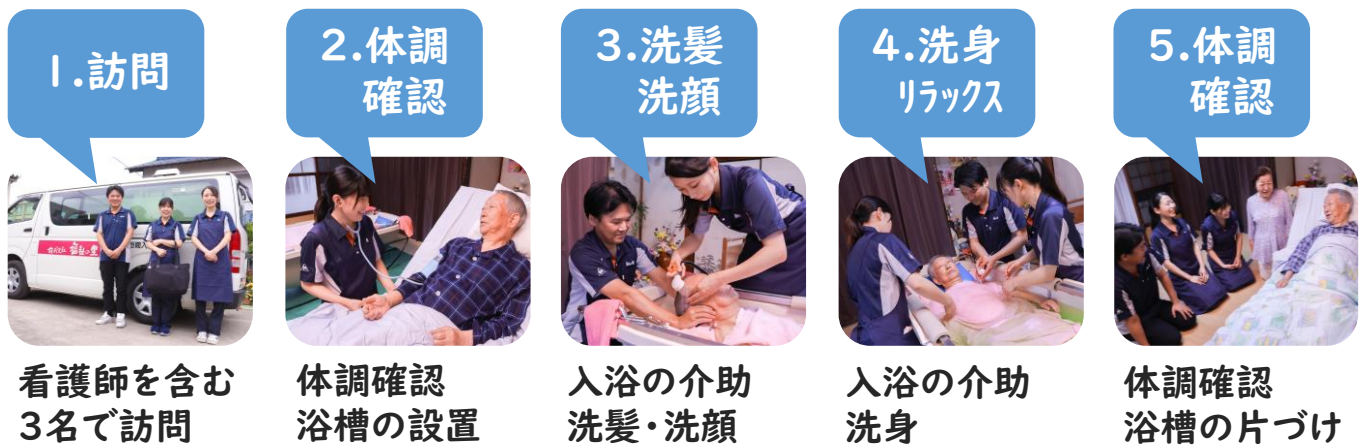 1.訪問
2.体調
確認
3.洗髪
洗顔
4.洗身
リラックス
5.体調
確認
看護師を含む
3名で訪問
体調確認
浴槽の設置
入浴の介助
洗髪・洗顔
入浴の介助
洗身
体調確認
浴槽の片づけ